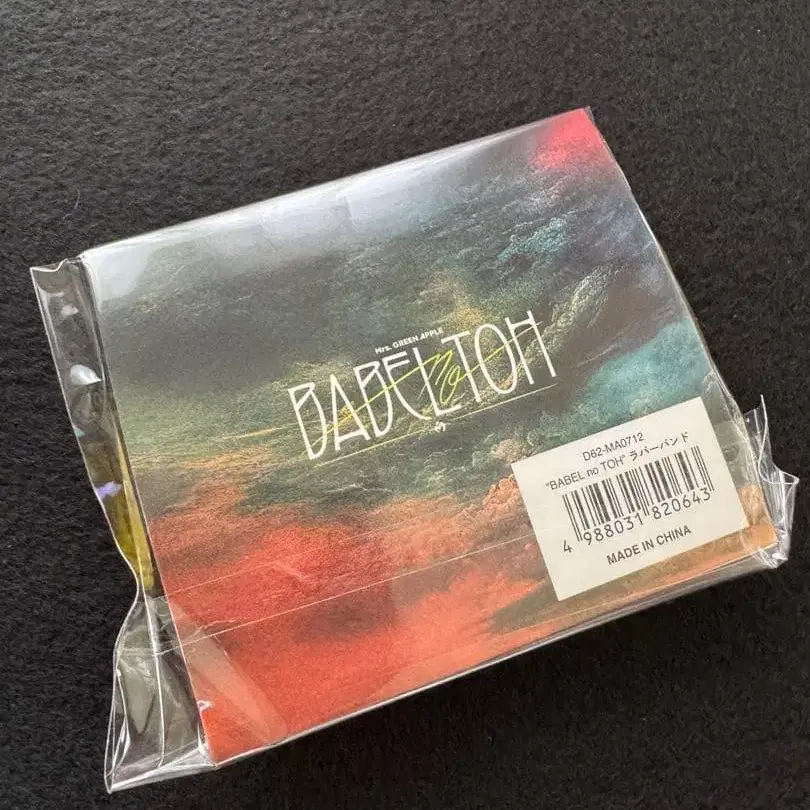 Mrs. GREEN APPLE
BABEL no TOH
D62-MA0712
"BABEL no TOH" ラバーバンド
4 988031 820643
MADE IN CHINA